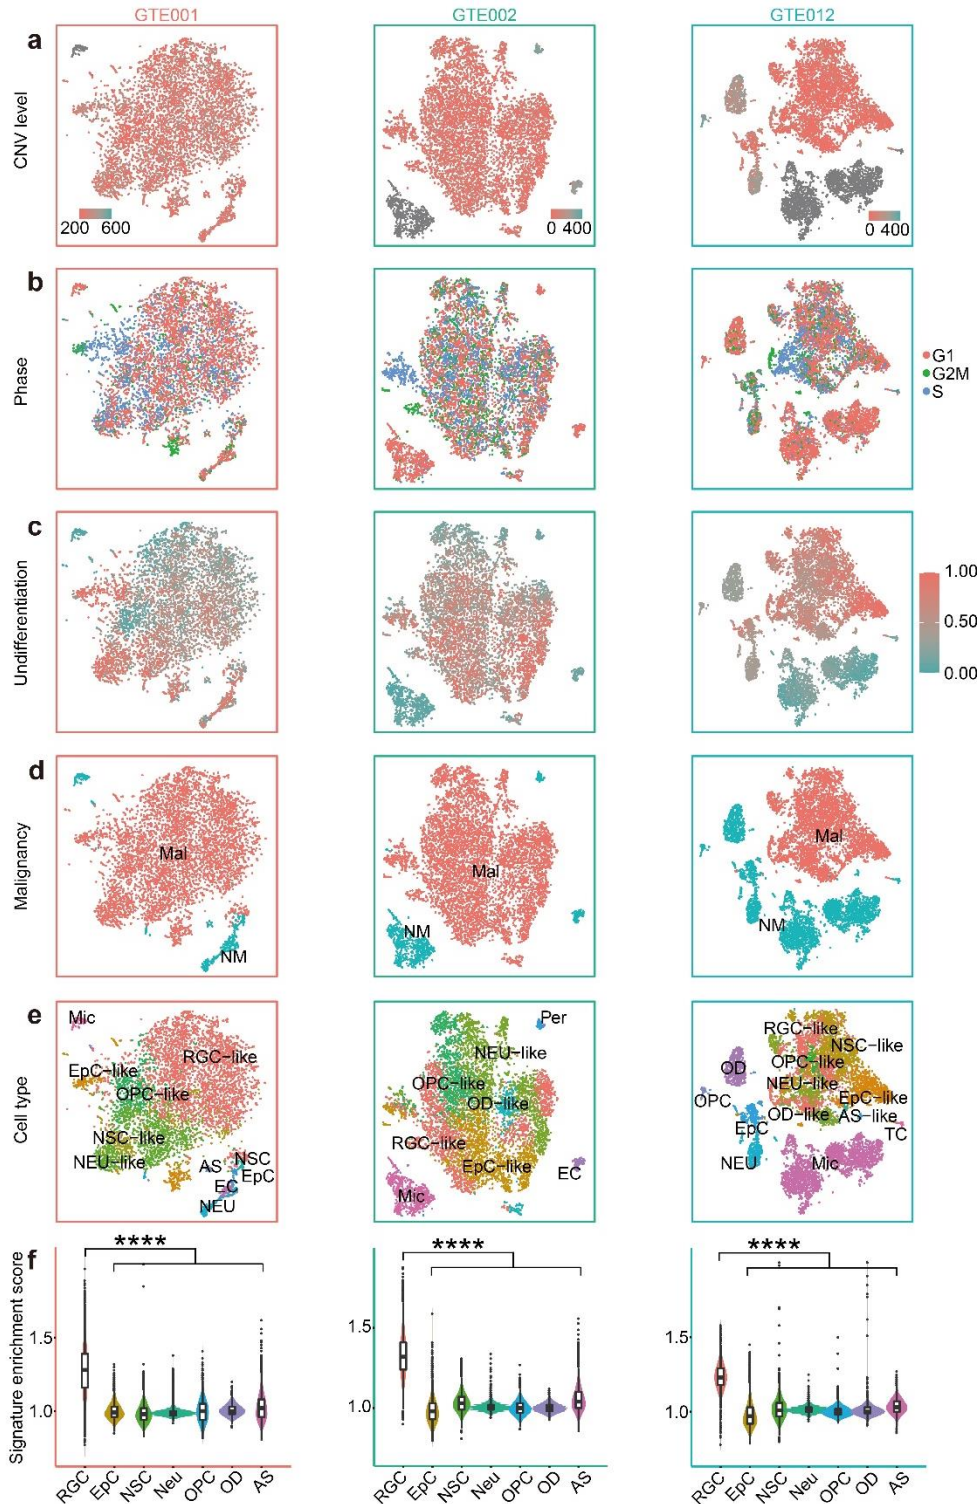 GTE001 GTE002 GTE012
a
CNV level
200 600
0 400
0 400
b
Phase
G1
G2M
S
c
Undifferentiation
1.00
0.50
0.00
d
Malignancy
Mal
NM
Mal
NM
Mal
NM
e
Cell type
Mic
RGC-like
EpC-like
OPC-like
NSC-like
NEU-like
AS
NSC
EpC
EC
NEU
Per
NEU-like
OPC-like
OD-like
RGC-like
EpC-like
EC
Mic
RGC-like
NSC-like
OD
OPC-like
NEU-like
OPC
EpC-like
OD-like
AS-like
EpC
TC
NEU
Mic
f
Signature enrichment score
**** **** ****
1.5 1.5 1.5
1.0 1.0 1.0
RGC EpC NSC Neu OPC OD AS
RGC EpC NSC Neu OPC OD AS
RGC EpC NSC Neu OPC OD AS